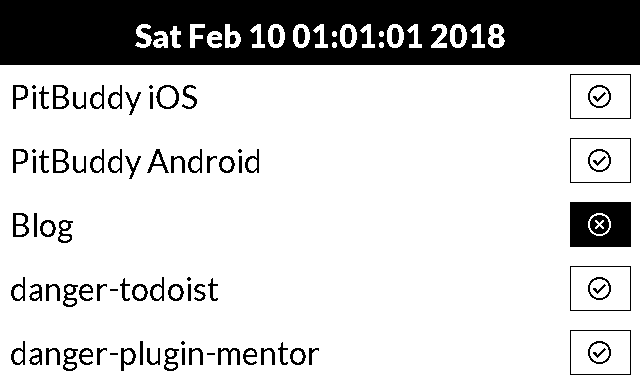 Sat Feb 10 01:01:01 2018
PitBuddy iOS
PitBuddy Android
Blog
danger-todoist
danger-plugin-mentor